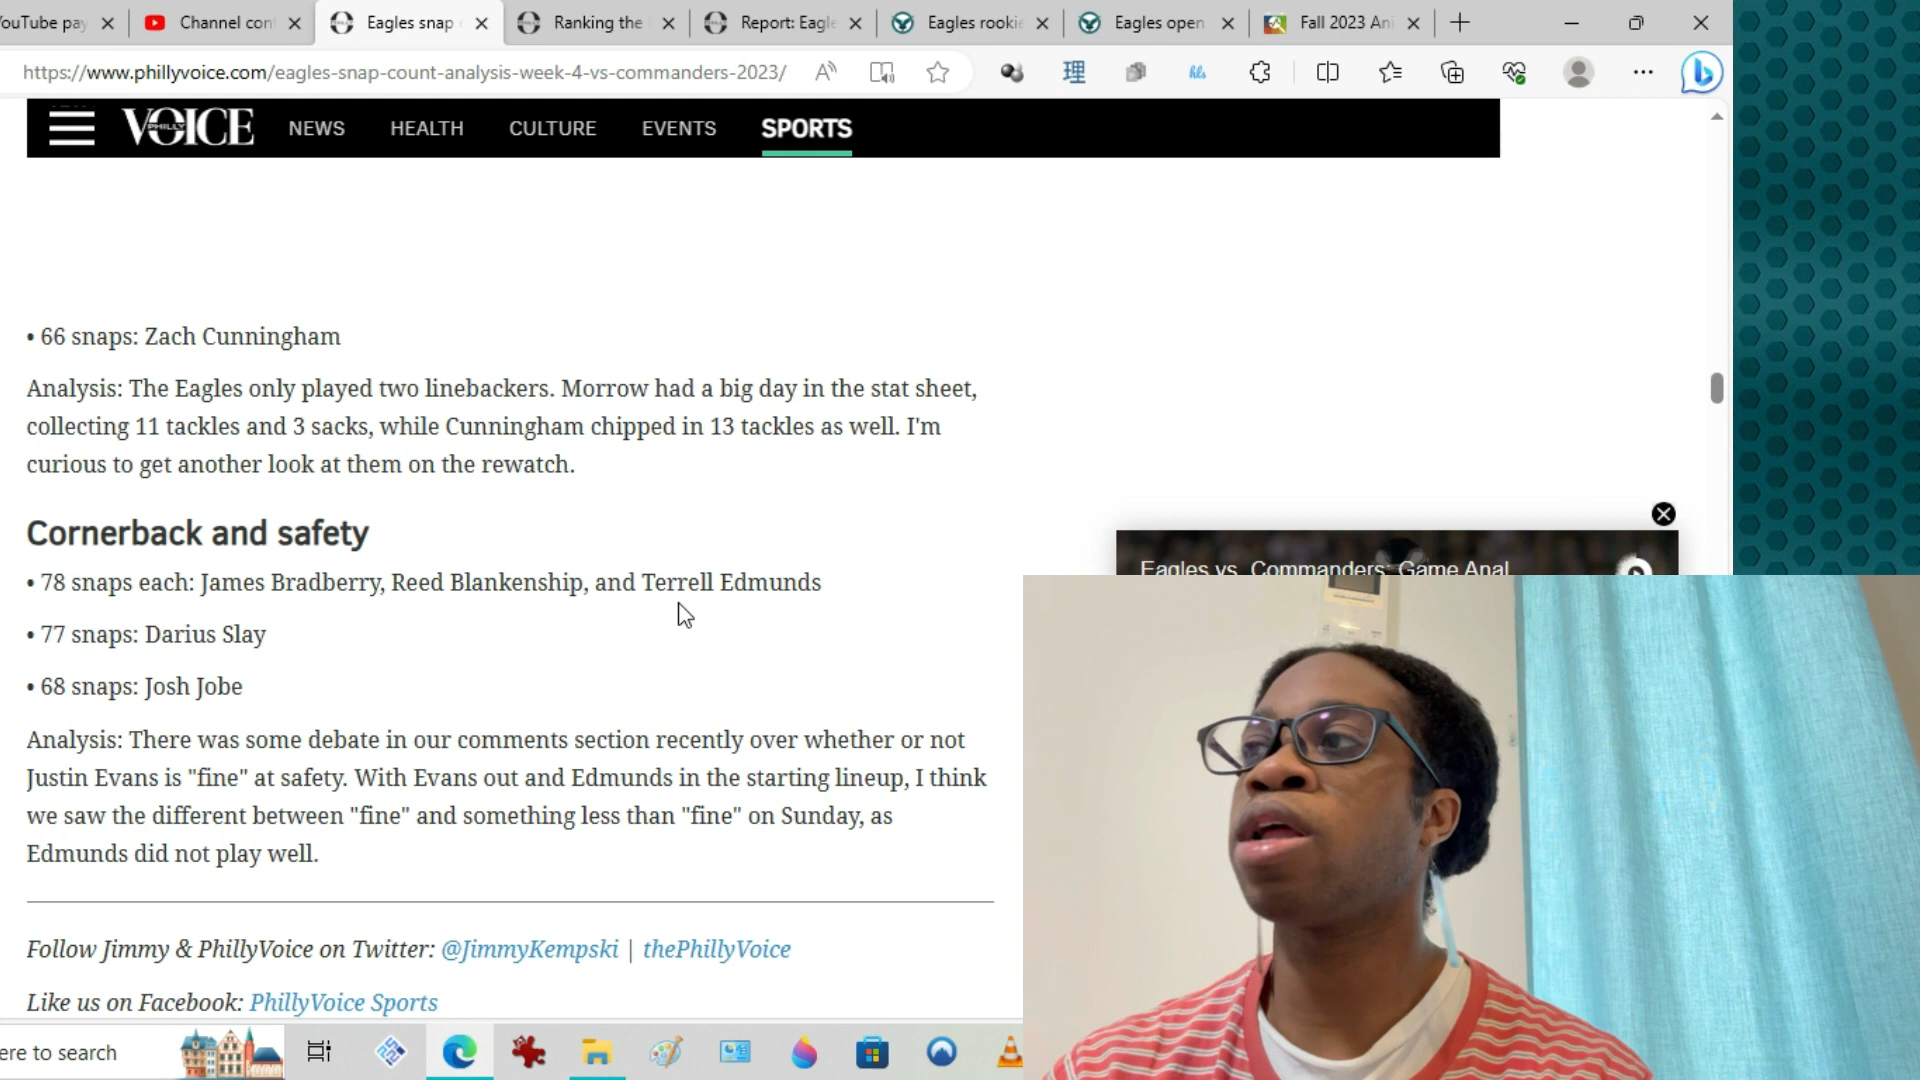 ouTube pay
Channel con
Eagles snap
Ranking the
Report: Eagle
Eagles rookie
Eagles open
Fall 2023 Ani
https://www.phillyvoice.com/eagles-snap-count-analysis-week-4-vs-commanders-2023/
理
hls
PHILLY VOICE
NEWS
HEALTH
CULTURE
EVENTS
SPORTS
• 66 snaps: Zach Cunningham
Analysis: The Eagles only played two linebackers. Morrow had a big day in the stat sheet,
collecting 11 tackles and 3 sacks, while Cunningham chipped in 13 tackles as well. I'm
curious to get another look at them on the rewatch.
Cornerback and safety
• 78 snaps each: James Bradberry, Reed Blankenship, and Terrell Edmunds
• 77 snaps: Darius Slay
• 68 snaps: Josh Jobe
Analysis: There was some debate in our comments section recently over whether or not
Justin Evans is "fine" at safety. With Evans out and Edmunds in the starting lineup, I think
we saw the different between "fine" and something less than "fine" on Sunday, as
Edmunds did not play well.
Eagles vs. Commanders: Game Anal
Follow Jimmy & PhillyVoice on Twitter: @JimmyKempski | thePhillyVoice
Like us on Facebook: PhillyVoice Sports
ere to search